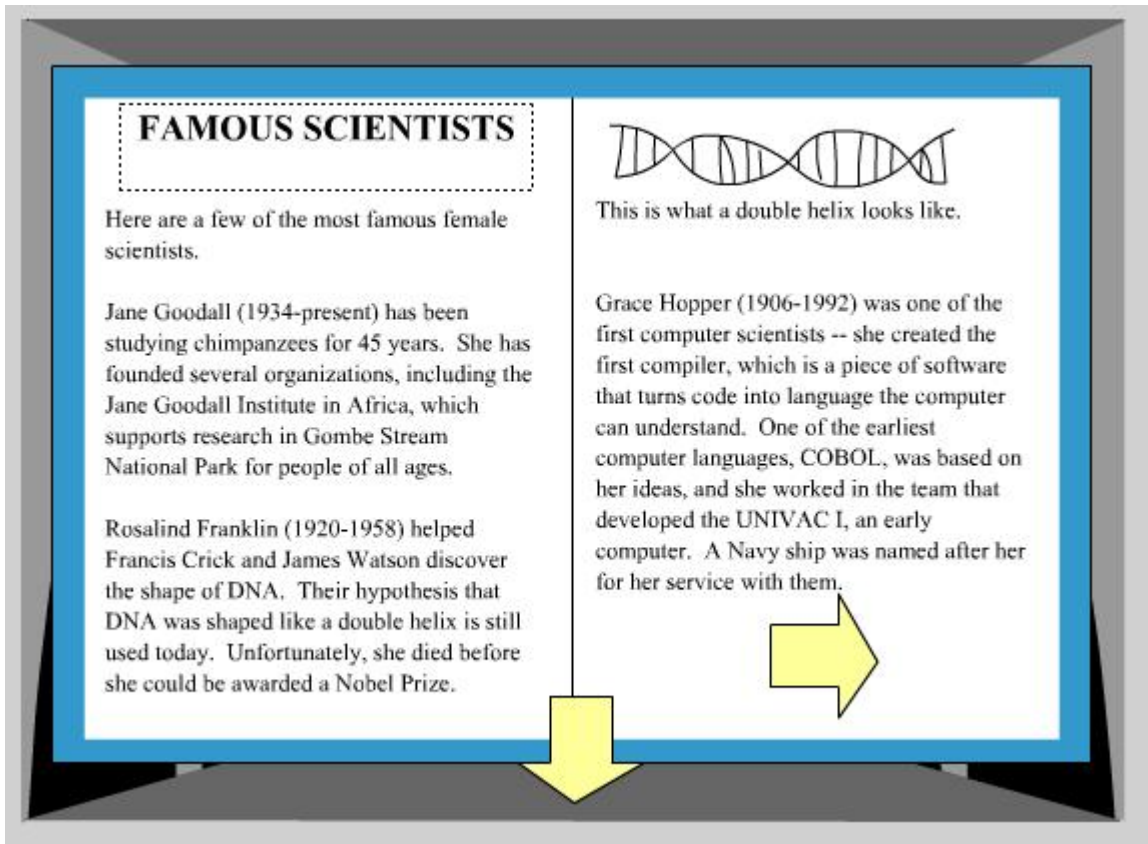 FAMOUS SCIENTISTS
Here are a few of the most famous female
scientists.
Jane Goodall (1934-present) has been
studying chimpanzees for 45 years. She has
founded several organizations, including the
Jane Goodall Institute in Africa, which
supports research in Gombe Stream
National Park for people of all ages.
Rosalind Franklin (1920-1958) helped
Francis Crick and James Watson discover
the shape of DNA. Their hypothesis that
DNA was shaped like a double helix is still
used today. Unfortunately, she died before
she could be awarded a Nobel Prize.
This is what a double helix looks like.
Grace Hopper (1906-1992) was one of the
first computer scientists -- she created the
first compiler, which is a piece of software
that turns code into language the computer
can understand. One of the earliest
computer languages, COBOL, was based on
her ideas, and she worked in the team that
developed the UNIVAC I, an early
computer. A Navy ship was named after her
for her service with them.